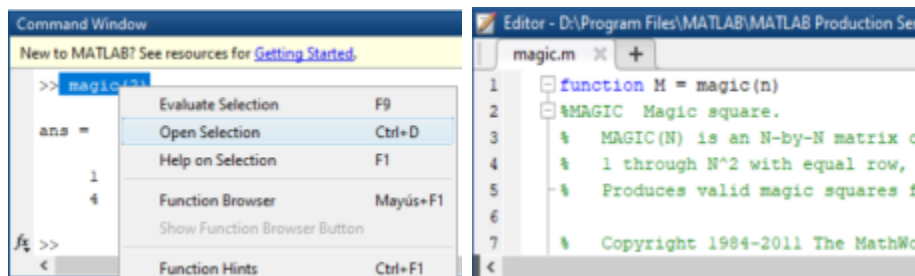 Command Window
New to MATLAB? See resources for Getting Started.
>> magic(2)
ans =
1
4
fx >>
Evaluate Selection F9
Open Selection Ctrl+D
Help on Selection F1
Function Browser Mayús+F1
Show Function Browser Button
Function Hints Ctrl+F1
Editor - D:\Program Files\MATLAB\MATLAB Production Se
magic.m
1 function M = magic(n)
2 %MAGIC Magic square.
3 % MAGIC(N) is an N-by-N matrix
4 % 1 through N^2 with equal row,
5 % Produces valid magic squares
6
7 % Copyright 1984-2011 The MathWo